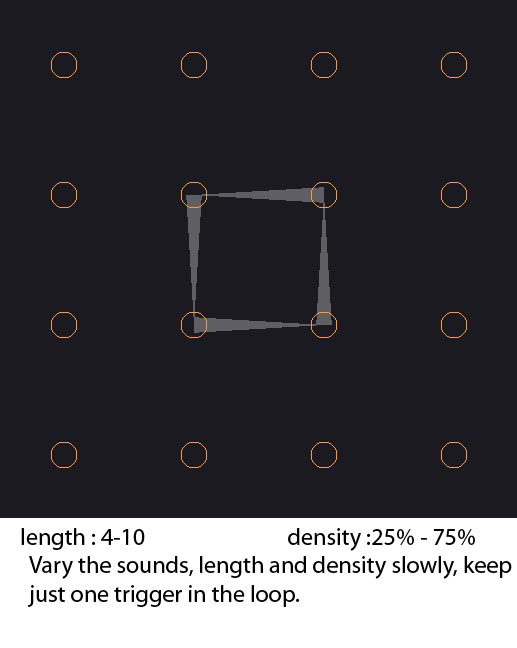 length : 4-10 density :25% - 75%
Vary the sounds, length and density slowly, keep
just one trigger in the loop.